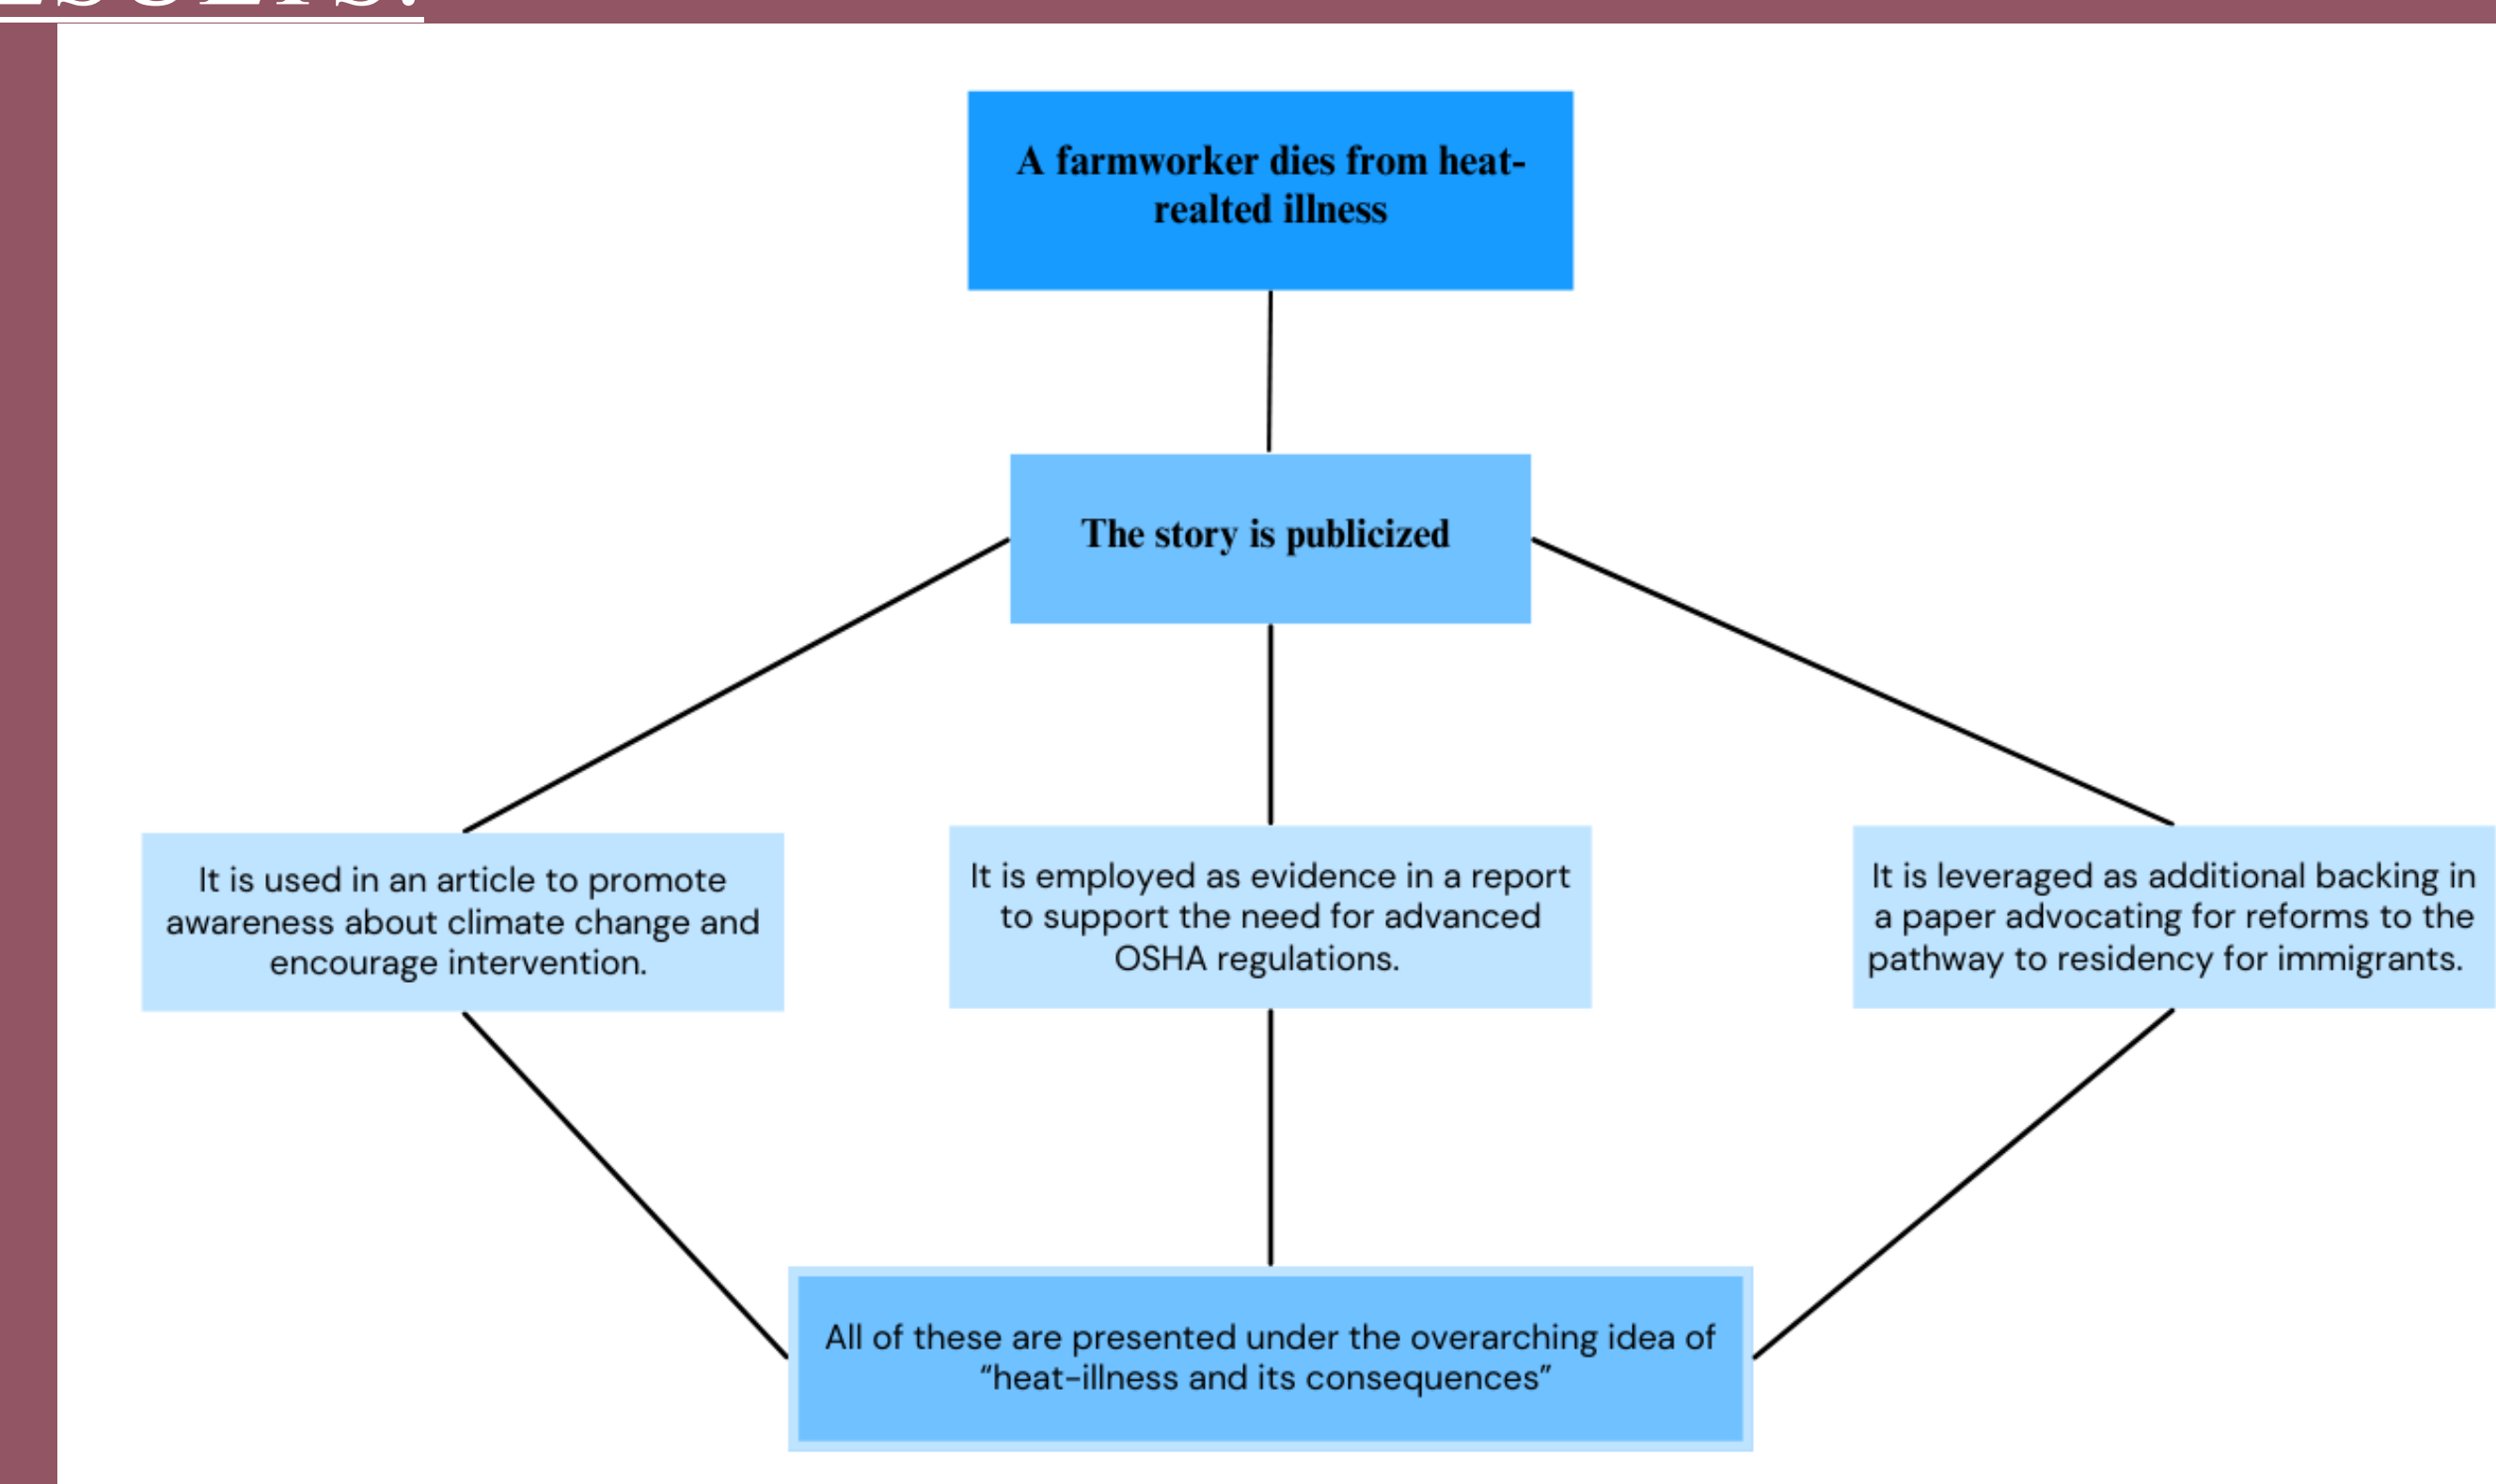 A farmworker dies from heat-
realted illness
The story is publicized
It is used in an article to promote
awareness about climate change and
encourage intervention.
It is employed as evidence in a report
to support the need for advanced
OSHA regulations.
It is leveraged as additional backing in
a paper advocating for reforms to the
pathway to residency for immigrants.
All of these are presented under the overarching idea of
“heat-illness and its consequences”